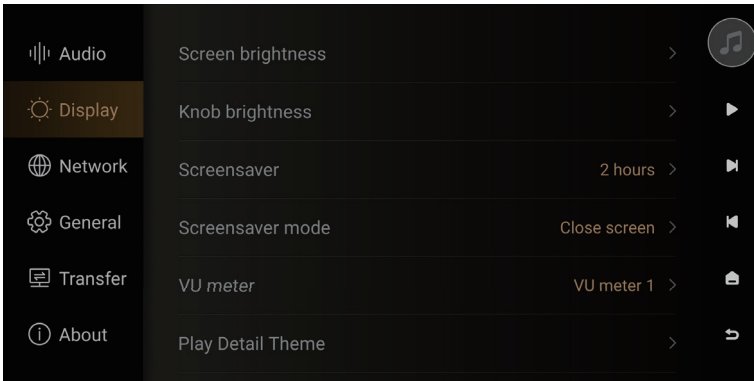 Audio
Display
Network
General
Transfer
About
Screen brightness
Knob brightness
Screensaver 2 hours
Screensaver mode Close screen
VU meter VU meter 1
Play Detail Theme